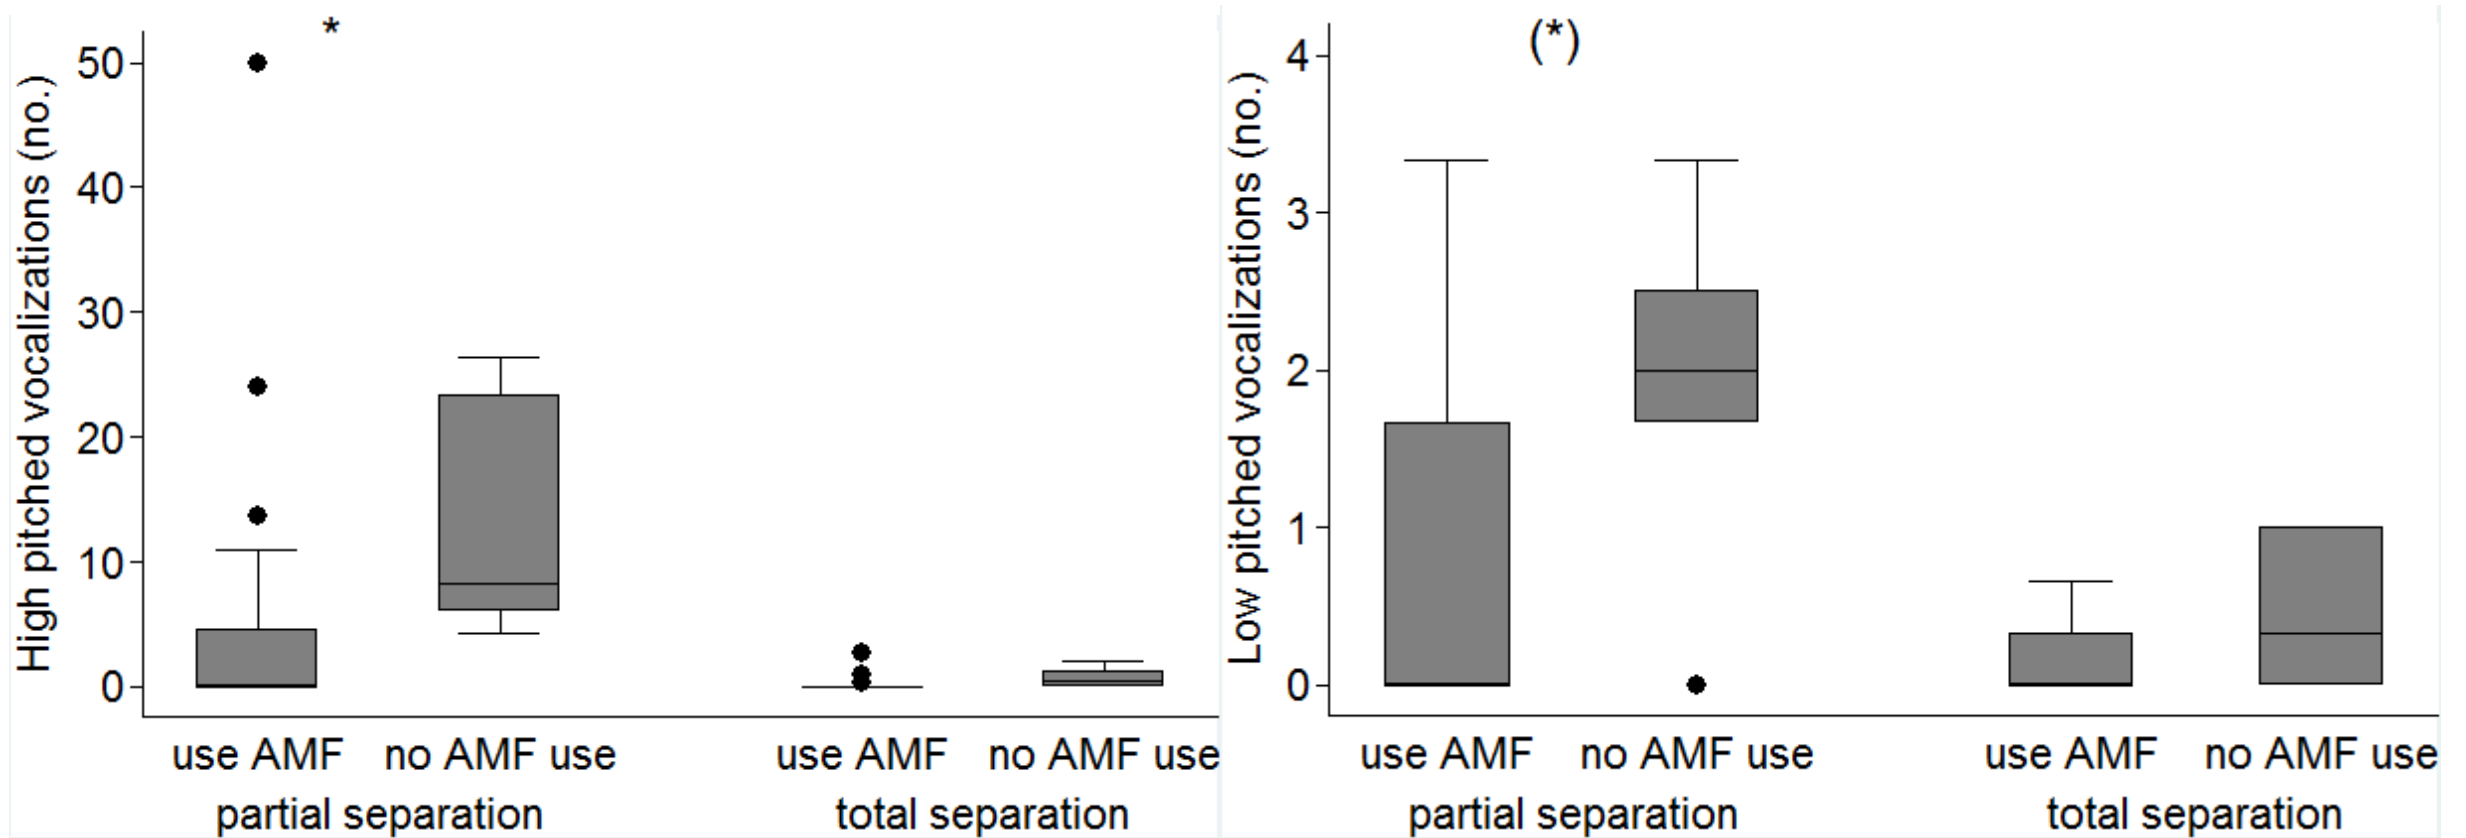 *
High pitched vocalizations (no.)
50
40
30
20
10
0
use AMF no AMF use use AMF no AMF use
partial separation total separation
(*)
Low pitched vocalizations (no.)
4
3
2
1
0
use AMF no AMF use use AMF no AMF use
partial separation total separation